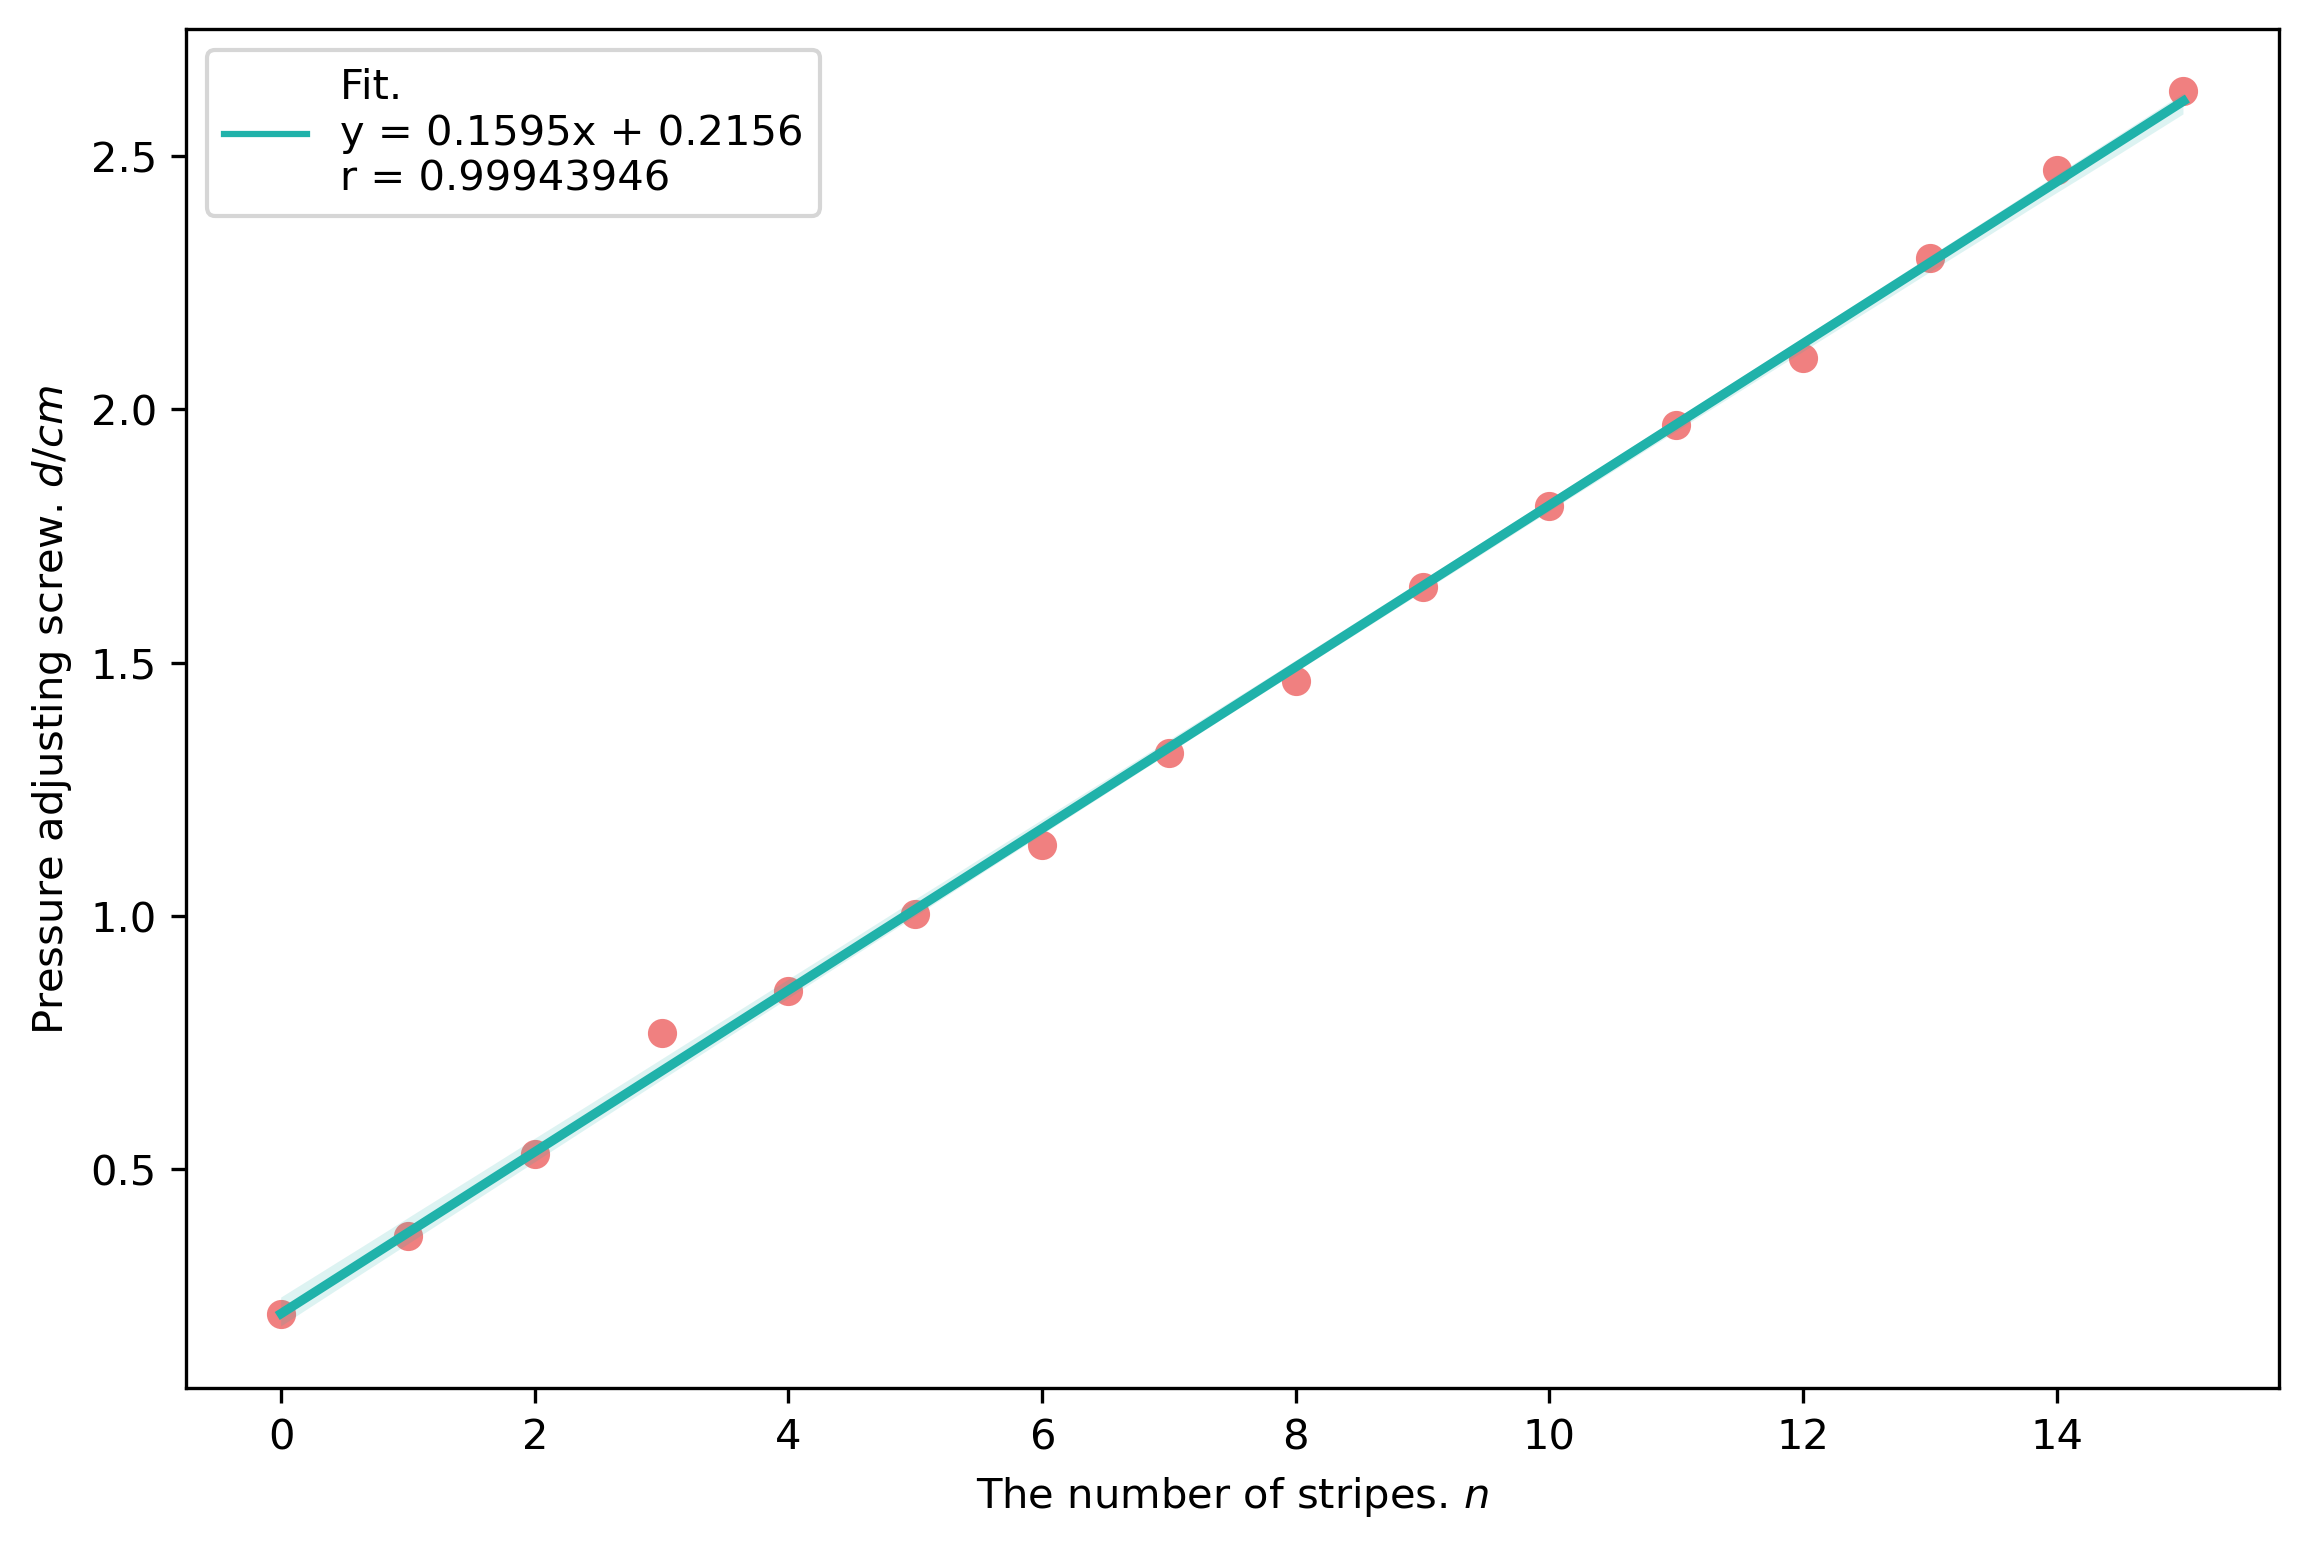 Fit.
y = 0.1595x + 0.2156
r = 0.99943946
2.5
2.0
1.5
1.0
0.5
Pressure adjusting screw. d/cm
0 2 4 6 8 10 12 14
The number of stripes. n